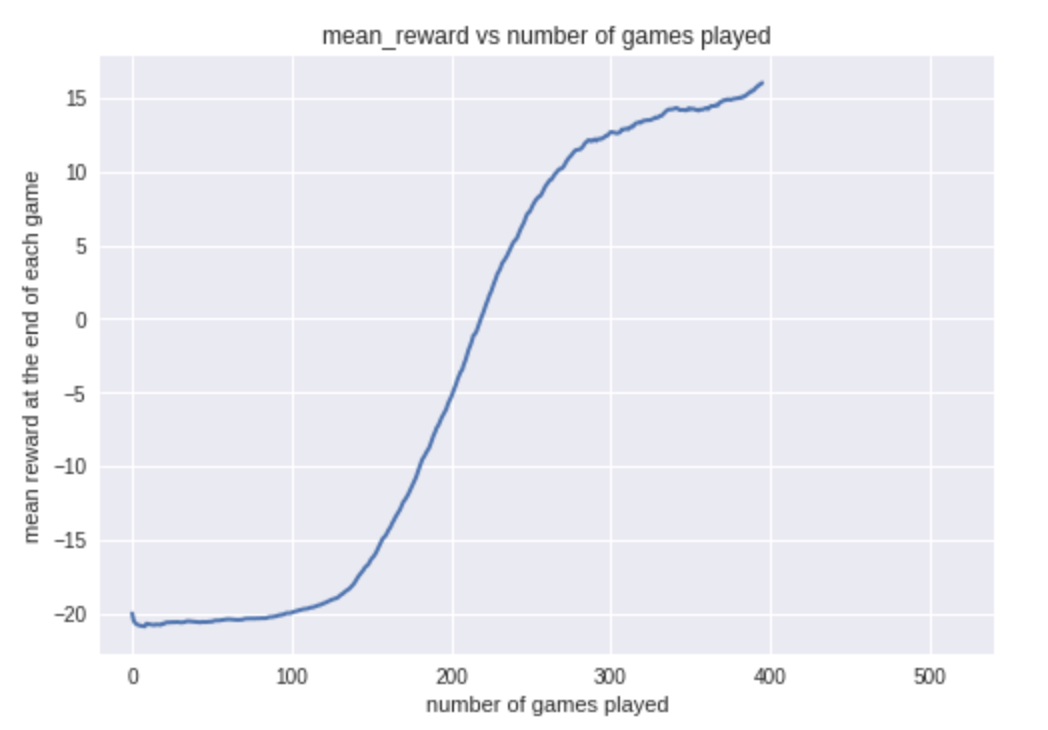 mean_reward vs number of games played
mean reward at the end of each game
15
10
5
0
−5
−10
−15
−20
0 100 200 300 400 500
number of games played